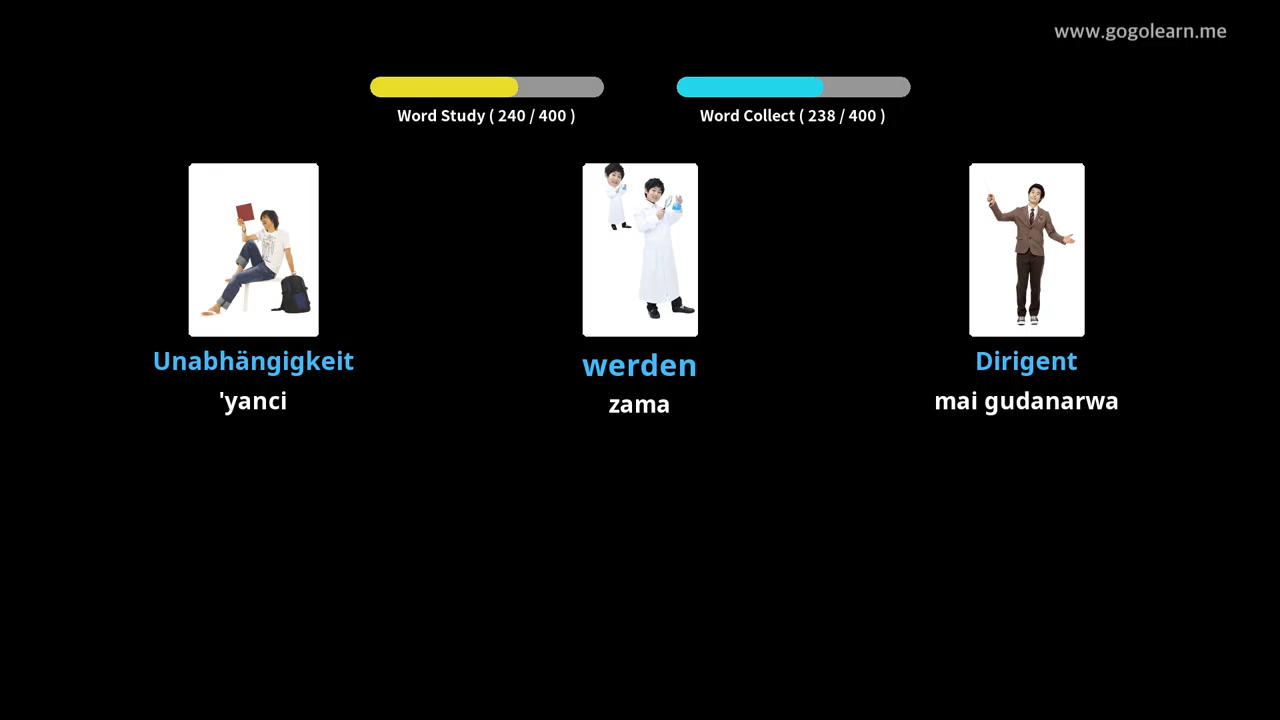 www.gogolearn.me
Word Study ( 240 / 400 )
Word Collect ( 238 / 400 )
Unabhängigkeit
'yanci
werden
zama
Dirigent
mai gudanarwa